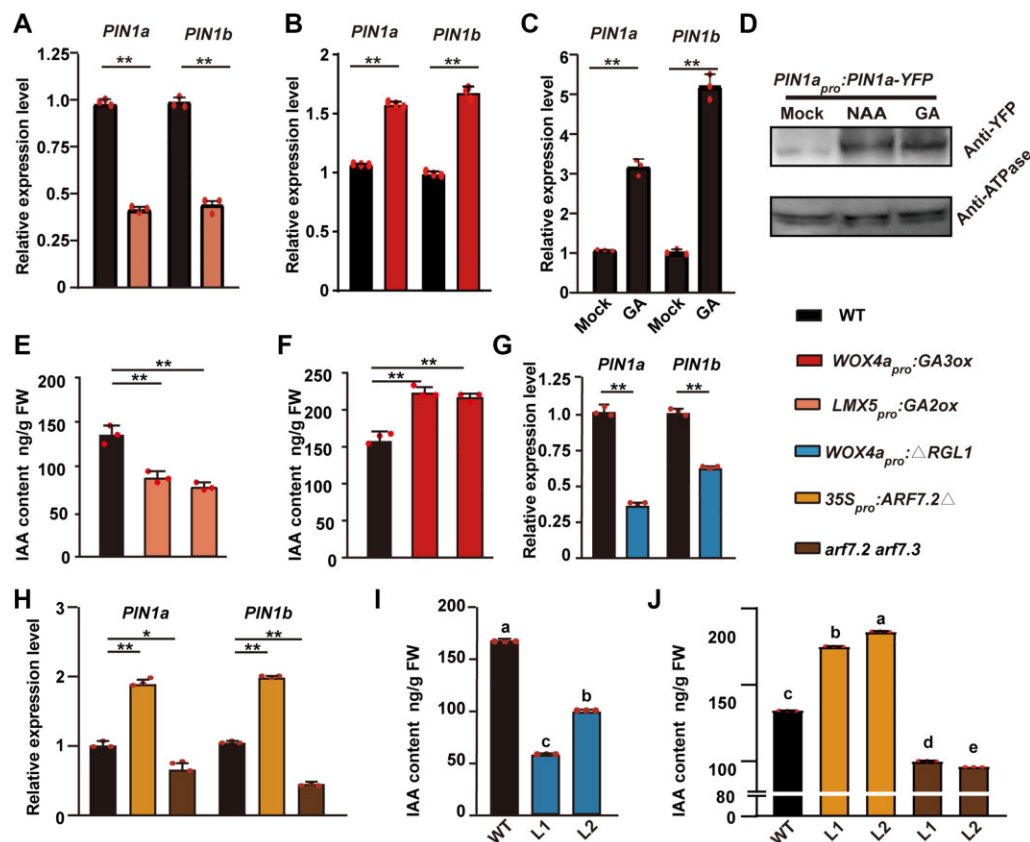 A
PIN1a PIN1b
** **
Relative expression level
1.25
1.0
0.75
0.5
0.25
0
B
PIN1a PIN1b
** **
Relative expression level
2
1.5
1
0
C
PIN1a PIN1b
** **
Relative expression level
6
5
4
3
2
1
0
Mock GA Mock GA
D
PIN1apro:PIN1a-YFP
Mock NAA GA
Anti-YFP
Anti-ATPase
WT
WOX4apro:GA3ox
LMX5pro:GA2ox
WOX4apro:△RGL1
35Spro:ARF7.2△
arf7.2 arf7.3
E
**
**
IAA content ng/g FW
200
150
100
50
0
F
**
**
IAA content ng/g FW
250
200
150
100
50
0
G
PIN1a PIN1b
** **
Relative expression level
1.25
1.0
0.75
0.5
0.25
0
H
PIN1a PIN1b
* **
** **
Relative expression level
3
2
1
0
I
IAA content ng/g FW
200
150
100
50
0
a
c
b
WT L1 L2
J
IAA content ng/g FW
200
150
100
80
0
c
b
a
d
e
WT L1 L2 L1 L2